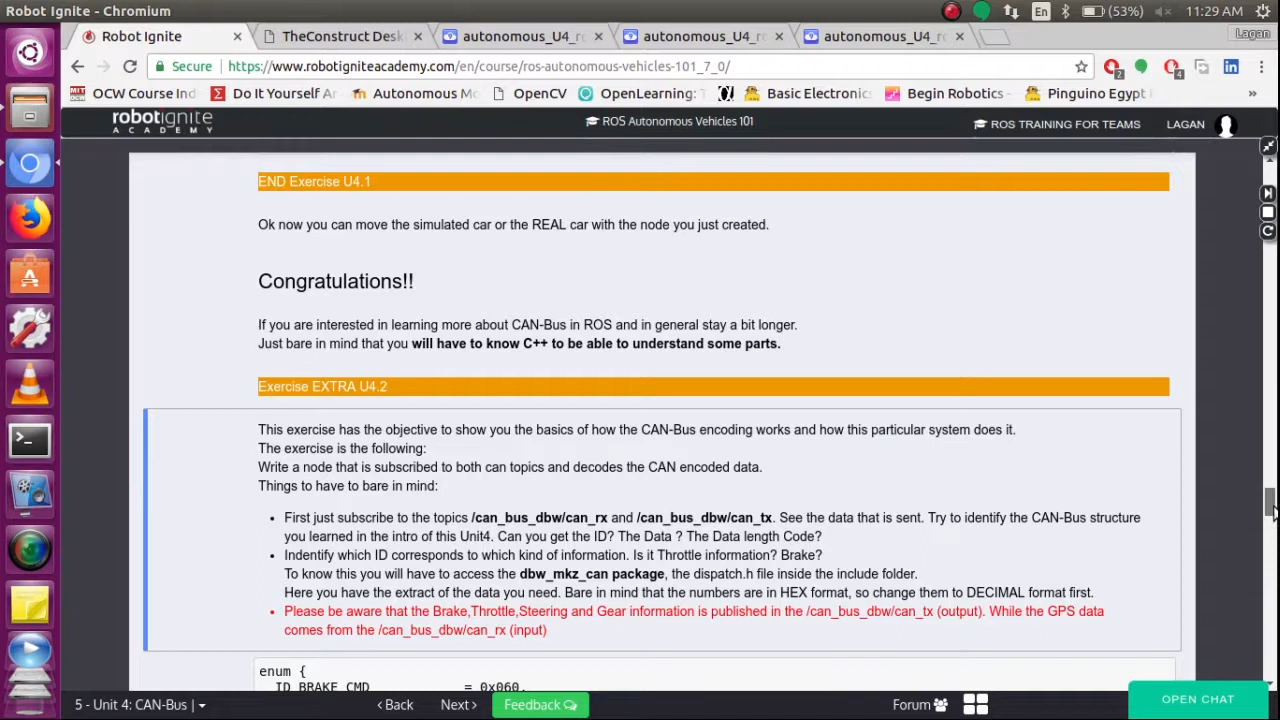 Robot Ignite - Chromium
En
(53%)
11:29 AM
Robot Ignite
TheConstruct Desk
autonomous_U4_ro
autonomous_U4_ro
autonomous_U4_ro
Lagan
Secure
https://www.robotigniteacademy.com/en/course/ros-autonomous-vehicles-101_7_0/
2
4
MIT
OCW Course Ind
Do It Yourself Ar
Autonomous Mo
OpenCV
OpenLearning:
Basic Electronics
Begin Robotics -
Pinguino Egypt
»
robotignite
ACADEMY
ROS Autonomous Vehicles 101
ROS TRAINING FOR TEAMS
LAGAN
END Exercise U4.1
Ok now you can move the simulated car or the REAL car with the node you just created.
Congratulations!!
If you are interested in learning more about CAN-Bus in ROS and in general stay a bit longer.
Just bare in mind that you will have to know C++ to be able to understand some parts.
Exercise EXTRA U4.2
This exercise has the objective to show you the basics of how the CAN-Bus encoding works and how this particular system does it.
The exercise is the following:
Write a node that is subscribed to both can topics and decodes the CAN encoded data.
Things to have to bare in mind:
• First just subscribe to the topics /can_bus_dbw/can_rx and /can_bus_dbw/can_tx. See the data that is sent. Try to identify the CAN-Bus structure
you learned in the intro of this Unit4. Can you get the ID? The Data ? The Data length Code?
• Indentify which ID corresponds to which kind of information. Is it Throttle information? Brake?
To know this you will have to access the dbw_mkz_can package, the dispatch.h file inside the include folder.
Here you have the extract of the data you need. Bare in mind that the numbers are in HEX format, so change them to DECIMAL format first.
• Please be aware that the Brake,Throttle,Steering and Gear information is published in the /can_bus_dbw/can_tx (output). While the GPS data
comes from the /can_bus_dbw/can_rx (input)
enum {
ID_BRAKE_CMD = 0x060,
5 - Unit 4: CAN-Bus |
Back
Next
Feedback
Forum
OPEN CHAT